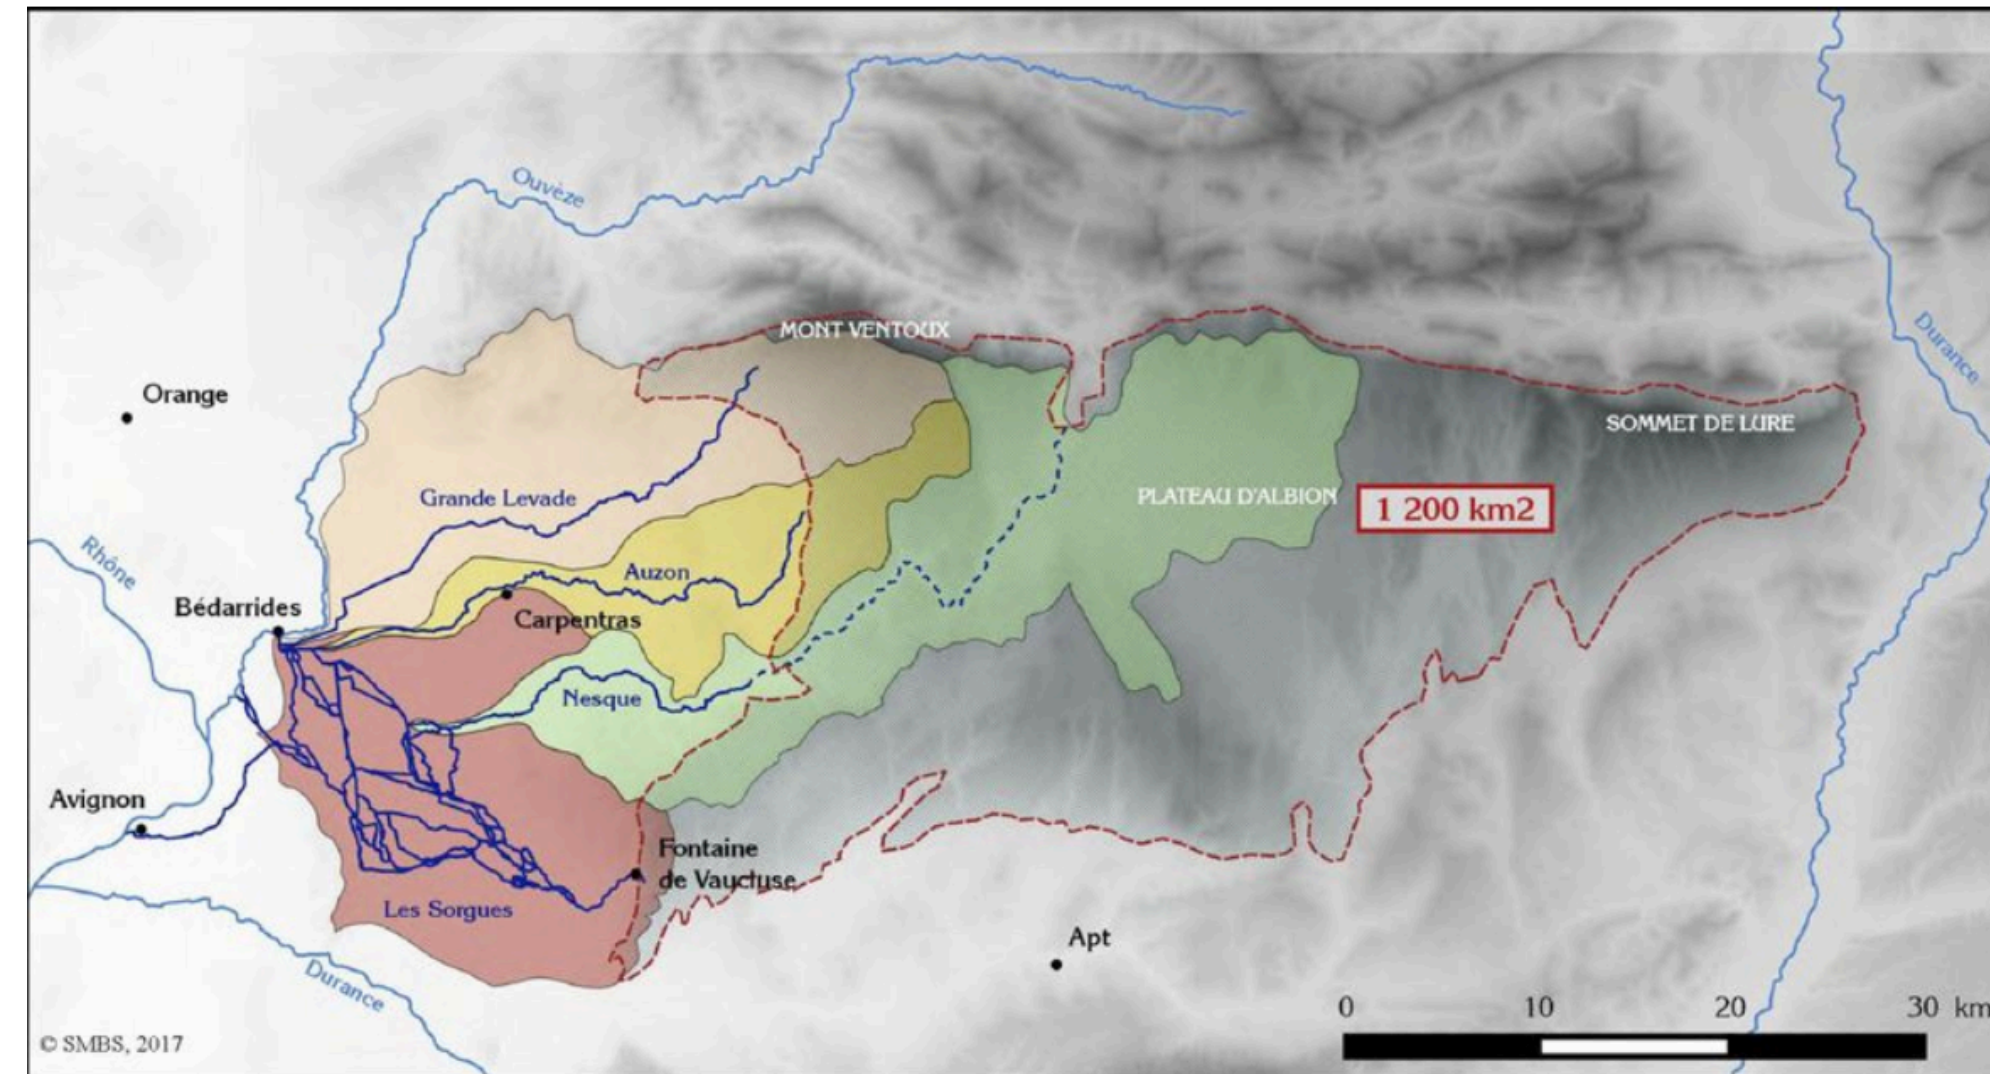 Ouvèze
MONT VENTOUX
Durance
Orange
SOMMET DE LURE
Grande Levade
PLATEAU D'ALBION
1 200 km2
Rhône
Auzon
Bédarrides
Carpentras
Nesque
Avignon
Fontaine
de Vaucluse
Les Sorgues
Apt
Durance
0 10 20 30 km
© SMBS, 2017